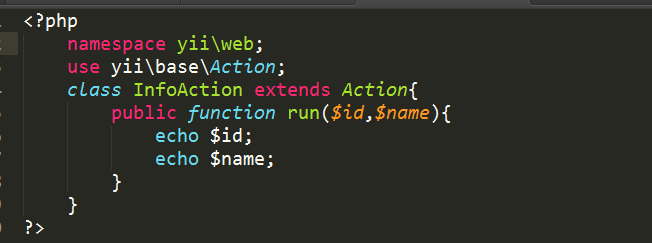 <?php
namespace yii\web;
use yii\base\Action;
class InfoAction extends Action{
public function run($id,$name){
echo $id;
echo $name;
}
}
?>